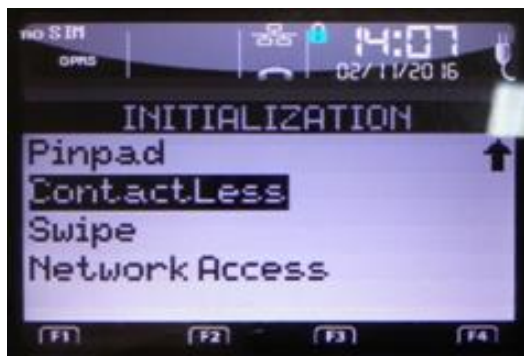 no SIM
GPRS
14:07
02/11/2016
INITIALIZATION
Pinpad
ContactLess
Swipe
Network Access
F1 F2 F3 F4